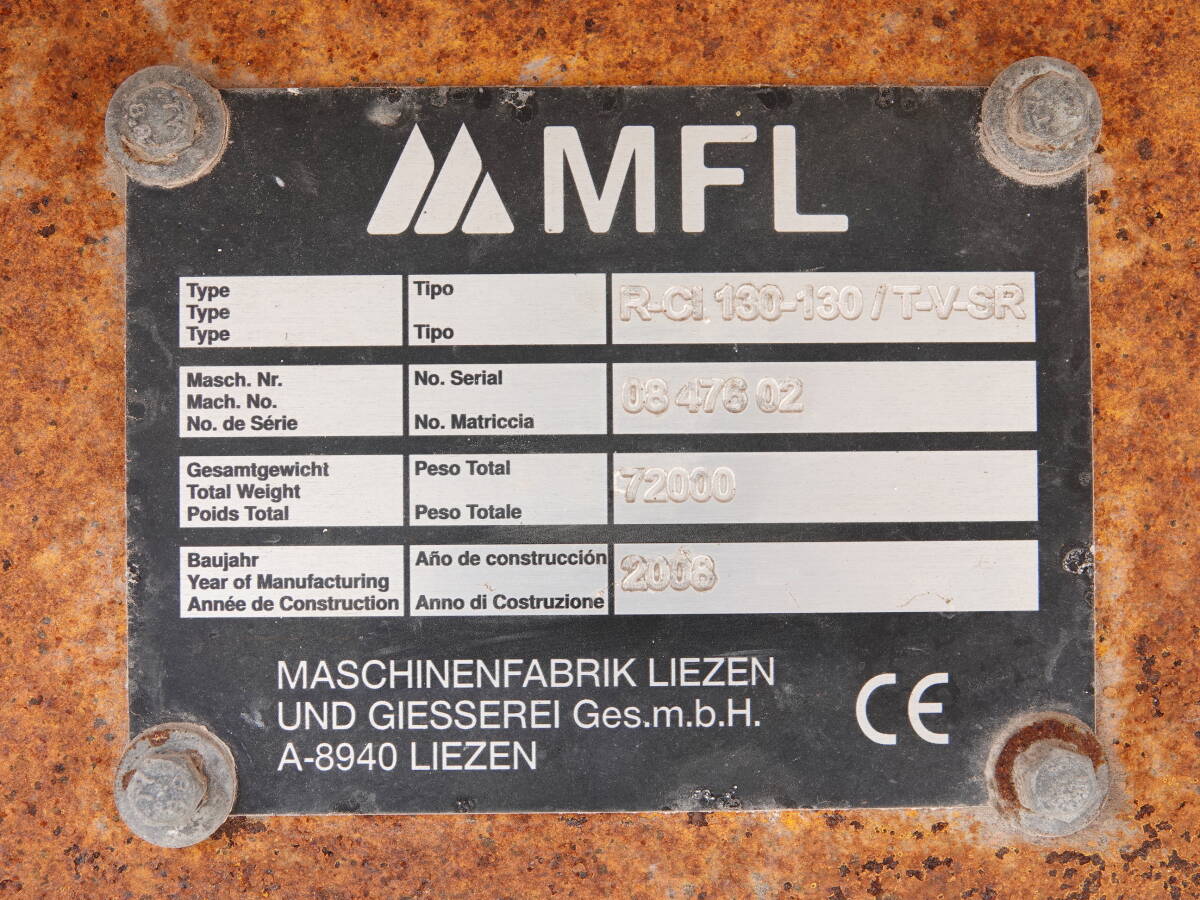 MFL
Type
Type
Type
Tipo
Tipo
R-CI 130-130 / T-V-SR
Masch. Nr.
Mach. No.
No. de Série
No. Serial
No. Matriccia
08 476 02
Gesamtgewicht
Total Weight
Poids Total
Peso Total
Peso Totale
72000
Baujahr
Year of Manufacturing
Année de Construction
Año de construcción
Anno di Costruzione
2008
MASCHINENFABRIK LIEZEN
UND GIESSEREI Ges.m.b.H.
A-8940 LIEZEN
CE